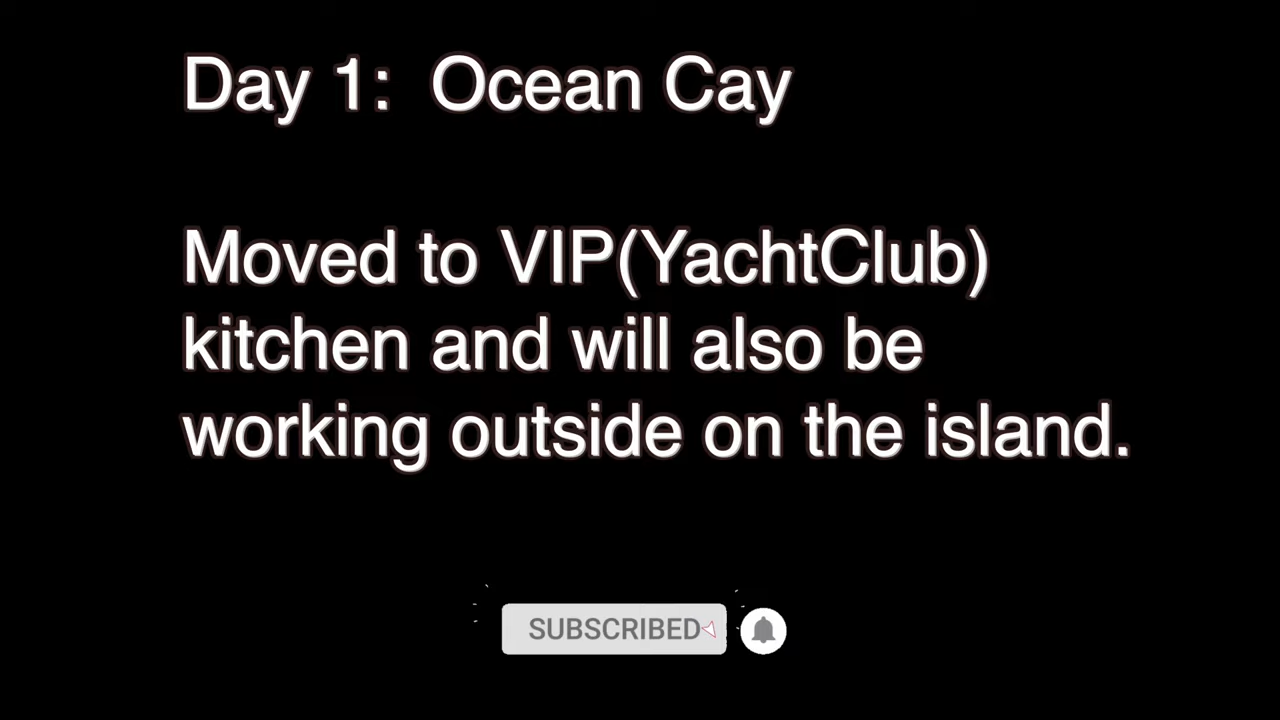 Day 1:  Ocean Cay
Moved to VIP(YachtClub)
kitchen and will also be
working outside on the island.
SUBSCRIBED